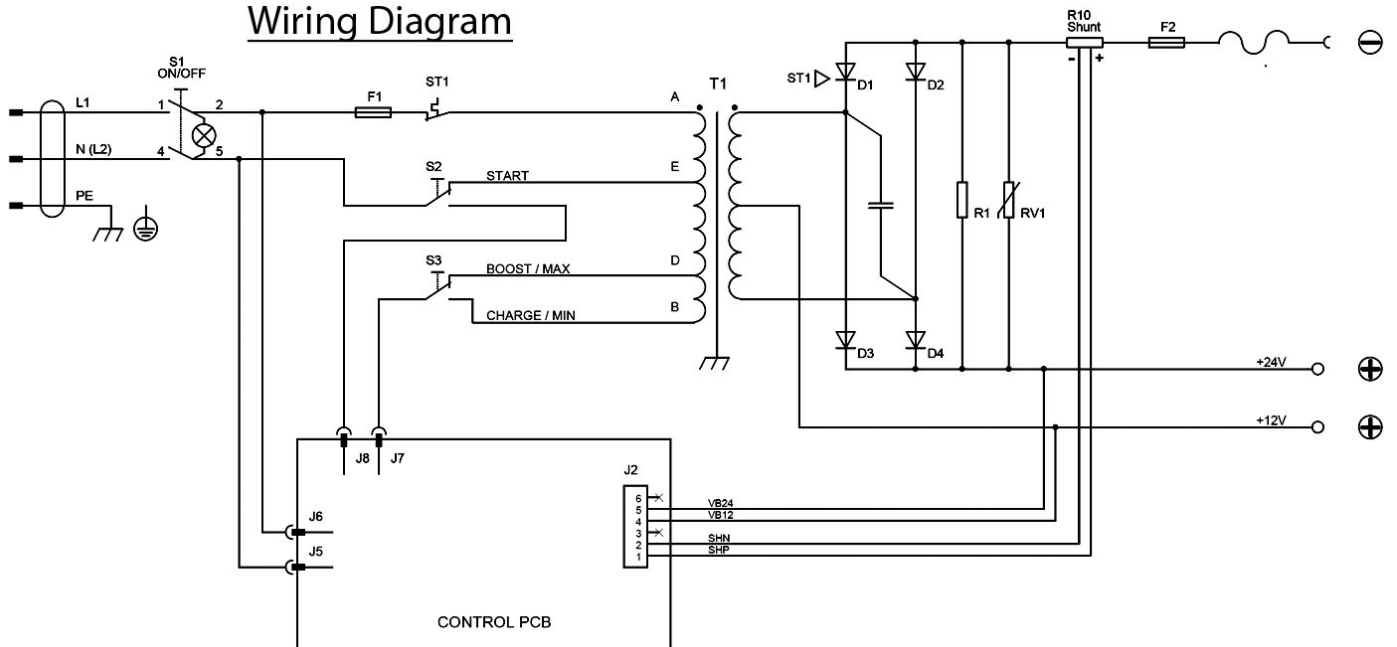 Wiring Diagram
R10
Shunt
F2
- +
S1
ON/OFF
ST1
T1
ST1
D1
D2
L1
1
2
F1
A
N (L2)
4
5
S2
START
E
PE
R1
RV1
S3
BOOST / MAX
D
CHARGE / MIN
B
D3
D4
+24V
+12V
J8
J7
J2
6
5
VB24
4
VB12
3
2
SHN
1
SHP
J6
J5
CONTROL PCB